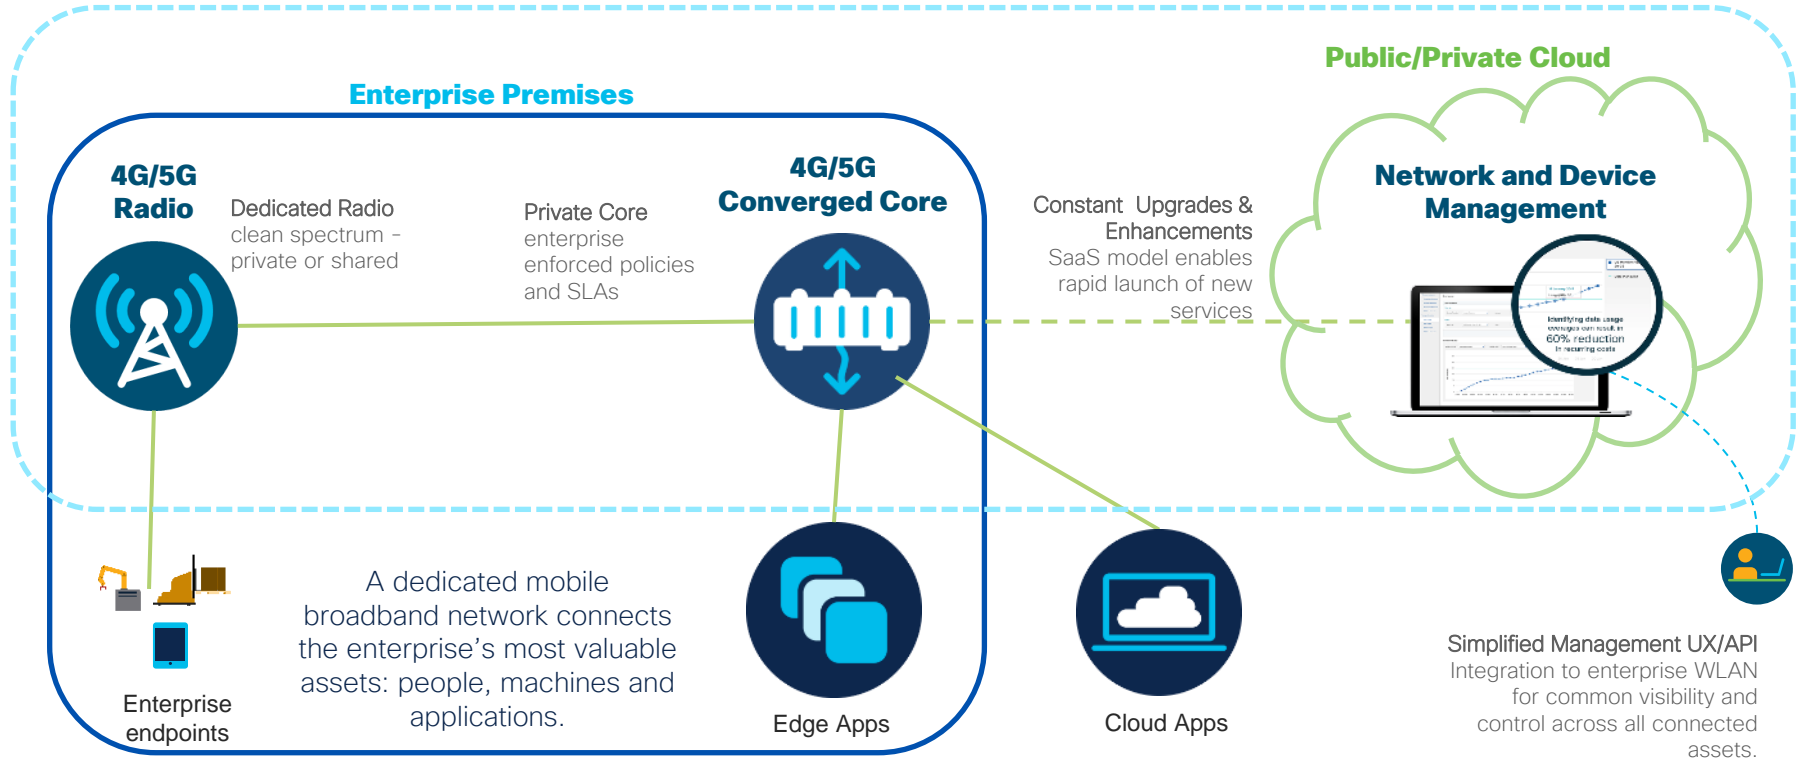 Public/Private Cloud
Enterprise Premises
4G/5G
Radio
Dedicated Radio
clean spectrum -
private or shared
Private Core
enterprise
enforced policies
and SLAs
4G/5G
Converged Core
Constant Upgrades &
Enhancements
SaaS model enables
rapid launch of new
services
Network and Device
Management
Identifying data usage
averages can result in
60% reduction
in recurring costs
A dedicated mobile
broadband network connects
the enterprise's most valuable
assets: people, machines and
applications.
Enterprise
endpoints
Edge Apps
Cloud Apps
Simplified Management UX/API
Integration to enterprise WLAN
for common visibility and
control across all connected
assets.